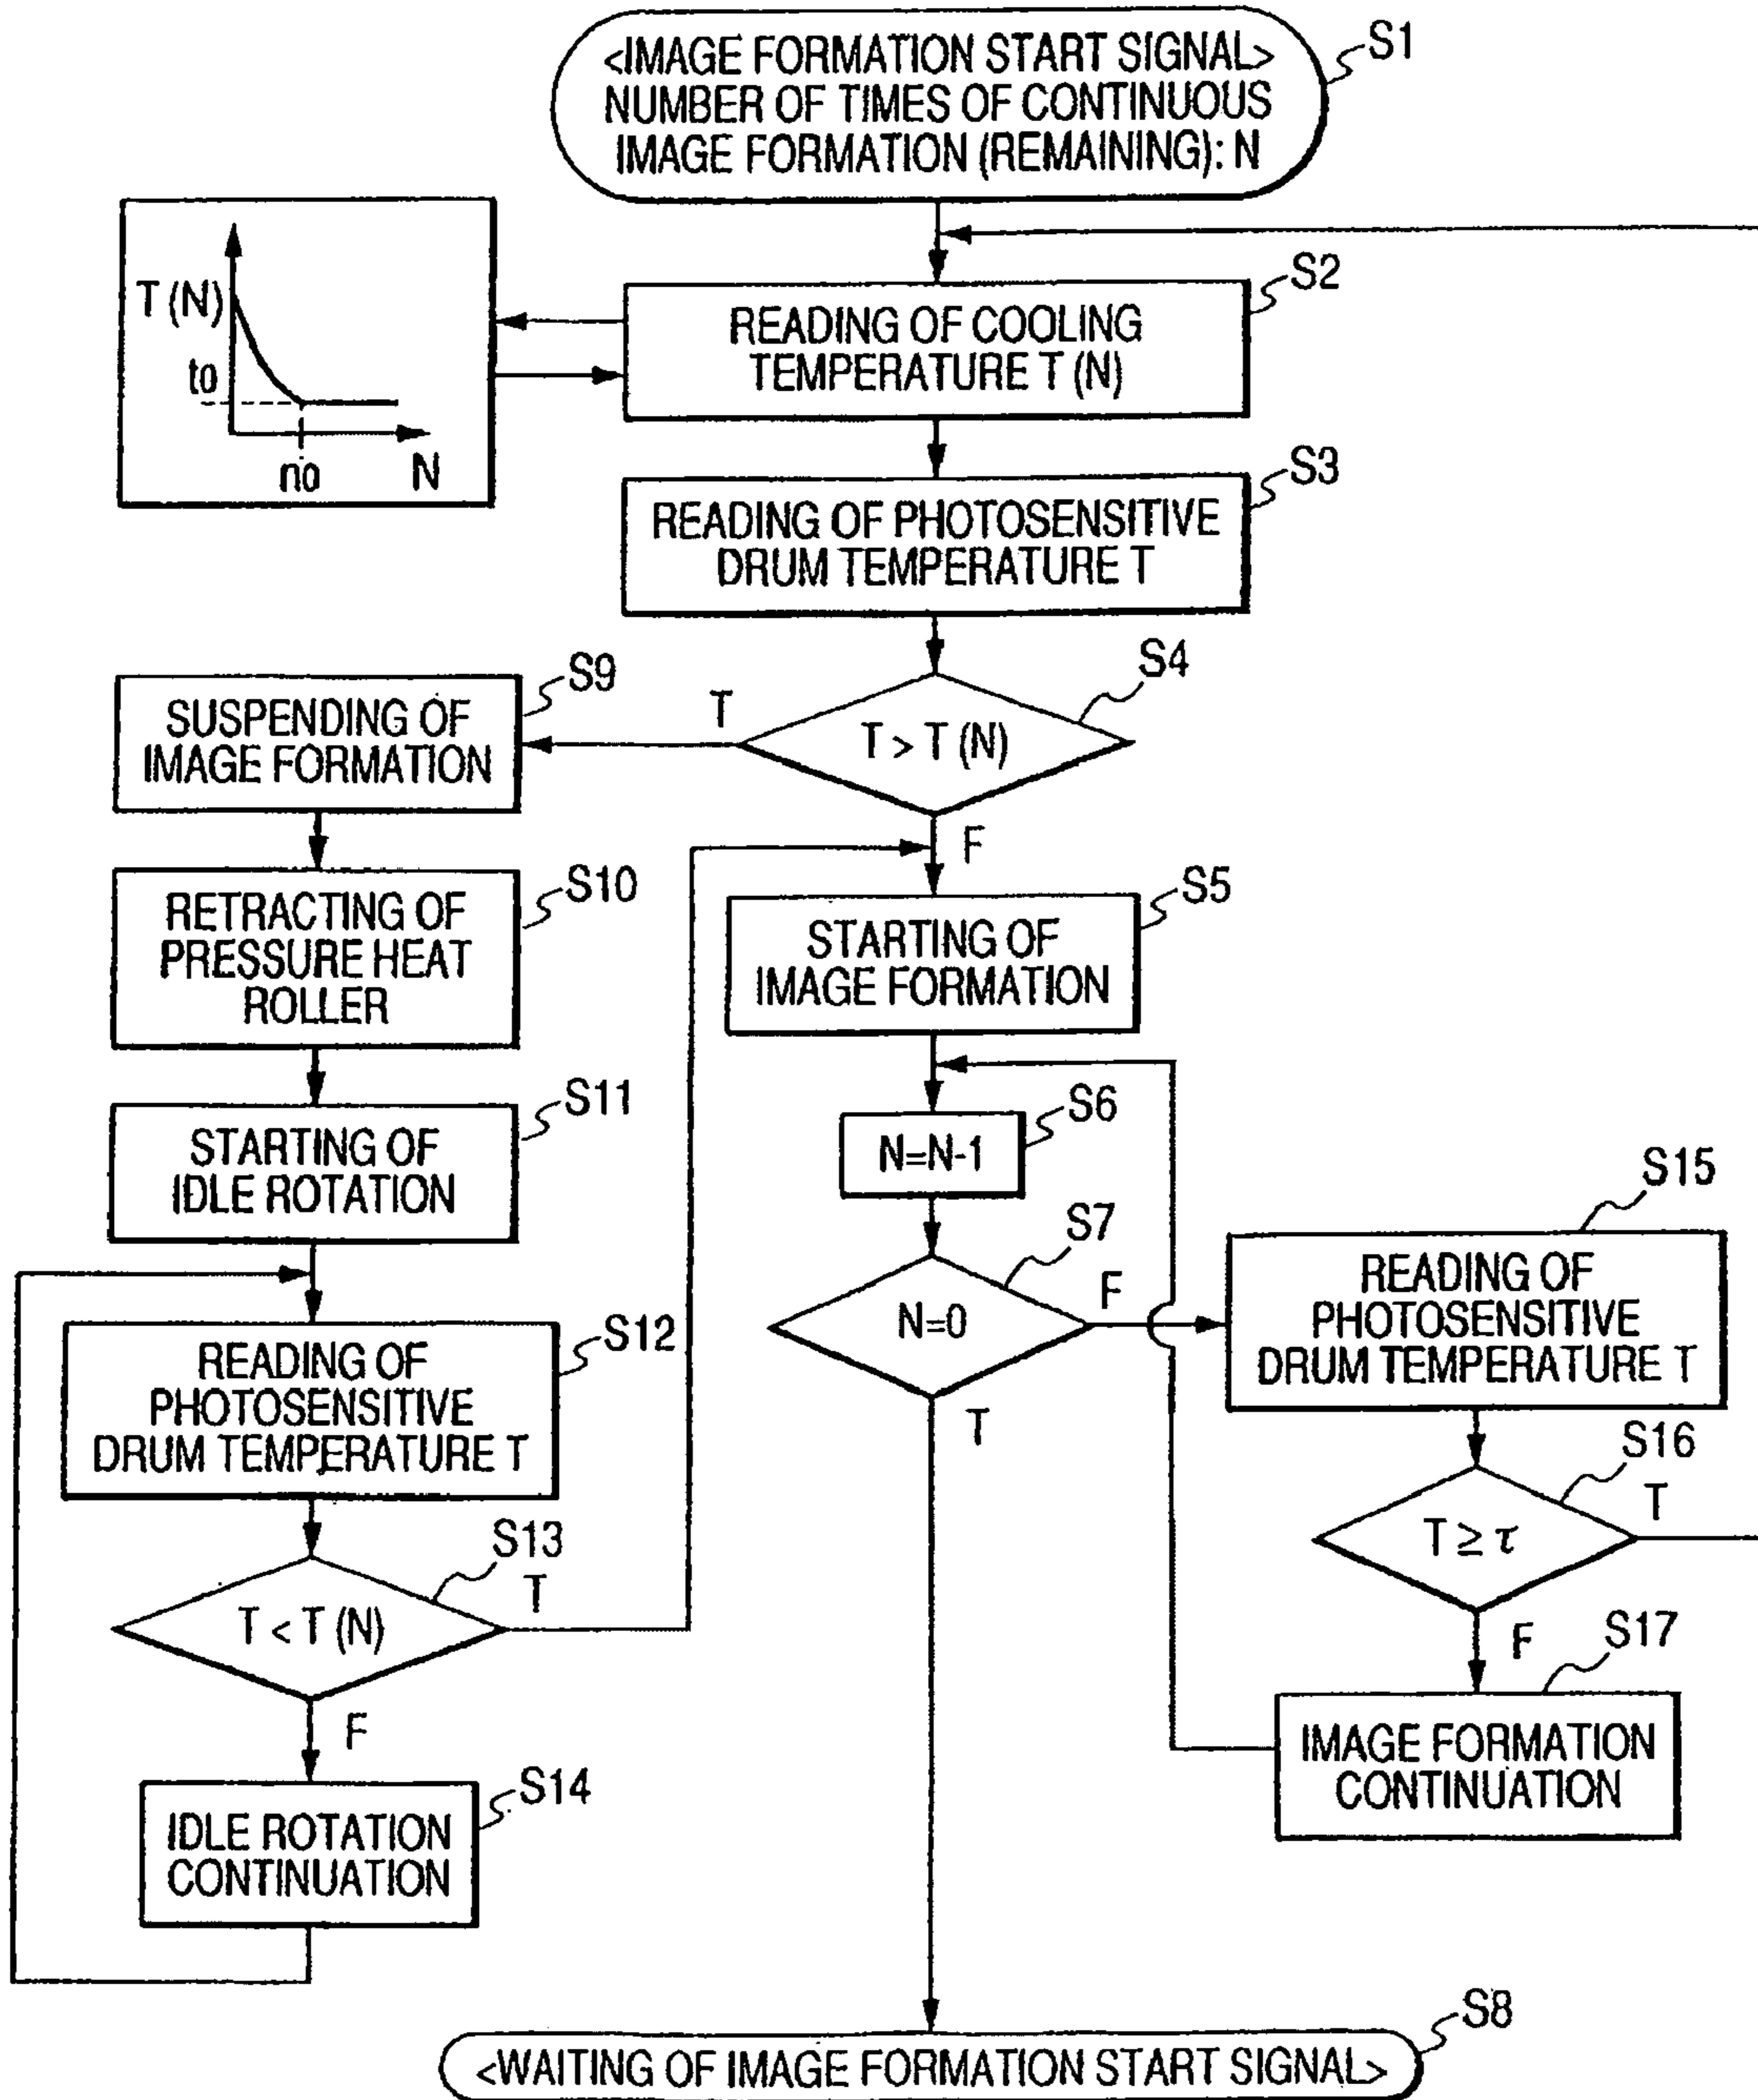 <IMAGE FORMATION START SIGNAL>
NUMBER OF TIMES OF CONTINUOUS
IMAGE FORMATION (REMAINING): N
S1
T (N)
to
no
N
READING OF COOLING
TEMPERATURE T (N)
S2
READING OF PHOTOSENSITIVE
DRUM TEMPERATURE T
S3
T > T (N)
S4
T
F
SUSPENDING OF
IMAGE FORMATION
S9
RETRACTING OF
PRESSURE HEAT
ROLLER
S10
STARTING OF
IDLE ROTATION
S11
READING OF
PHOTOSENSITIVE
DRUM TEMPERATURE T
S12
T < T (N)
S13
T
F
IDLE ROTATION
CONTINUATION
S14
STARTING OF
IMAGE FORMATION
S5
N=N-1
S6
N=0
S7
F
T
READING OF
PHOTOSENSITIVE
DRUM TEMPERATURE T
S15
T ≥ τ
S16
T
F
IMAGE FORMATION
CONTINUATION
S17
<WAITING OF IMAGE FORMATION START SIGNAL>
S8